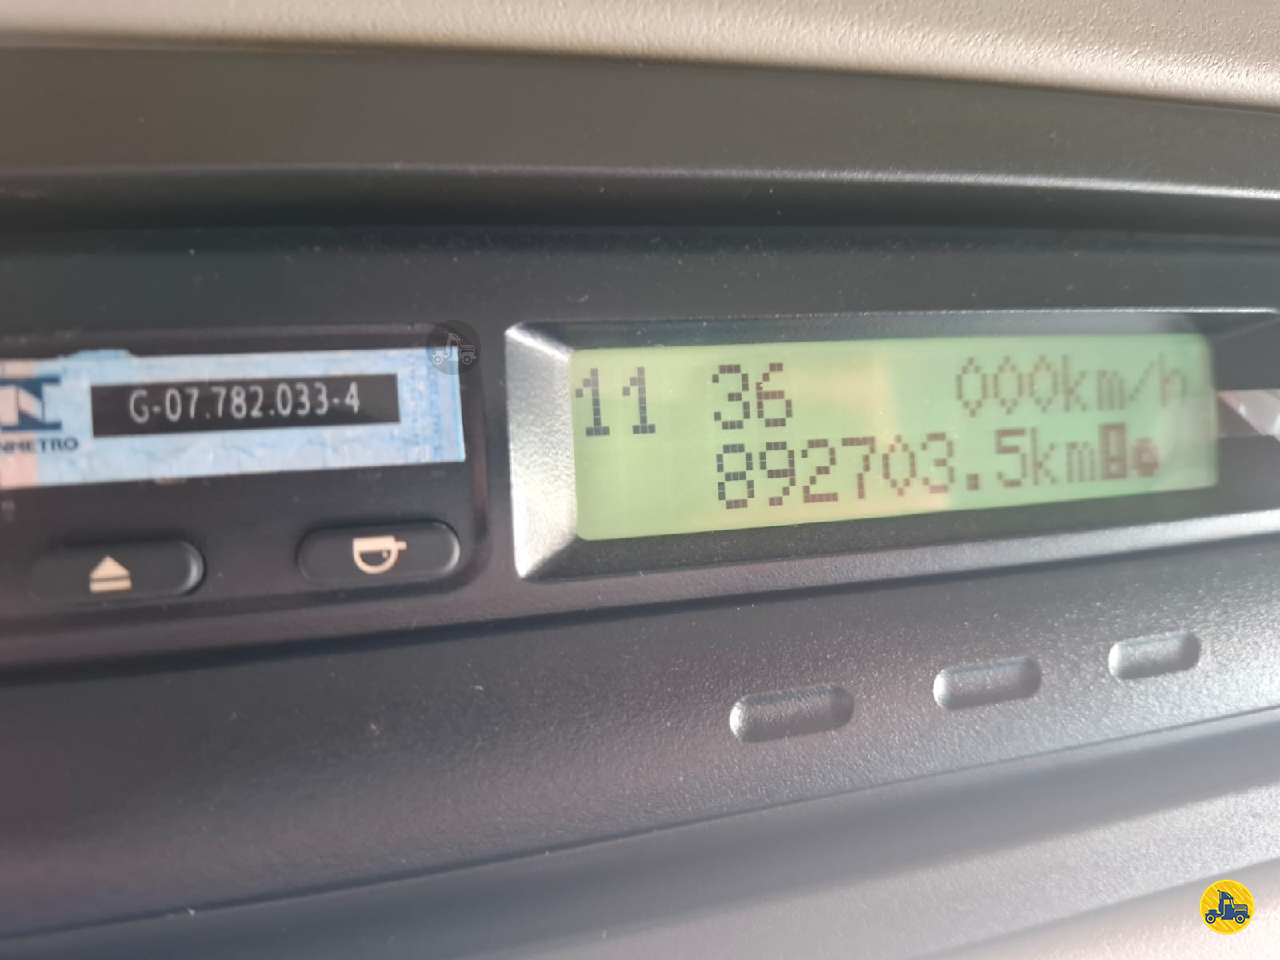 G-07.782.033-4
NMETRO
11 36 000km/h
892703.5km